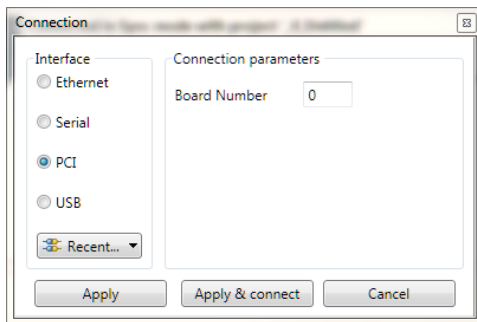 Connection
Interface
Ethernet
Serial
PCI
USB
Recent...
Connection parameters
Board Number 0
Apply Apply & connect Cancel